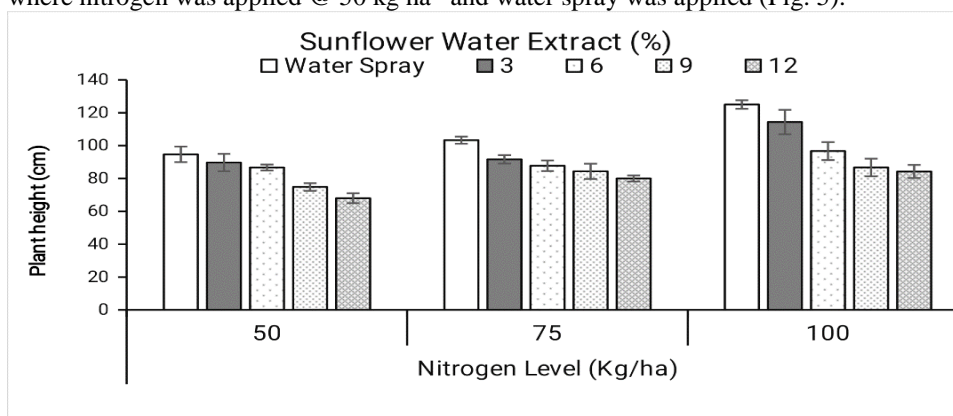 where nitrogen was applied @ 50 kg ha⁻¹ and water spray was applied (Fig. 3).
Sunflower Water Extract (%)
Water Spray 3 6 9 12
140
120
100
80
60
40
20
0
Plant height (cm)
50 75 100
Nitrogen Level (Kg/ha)